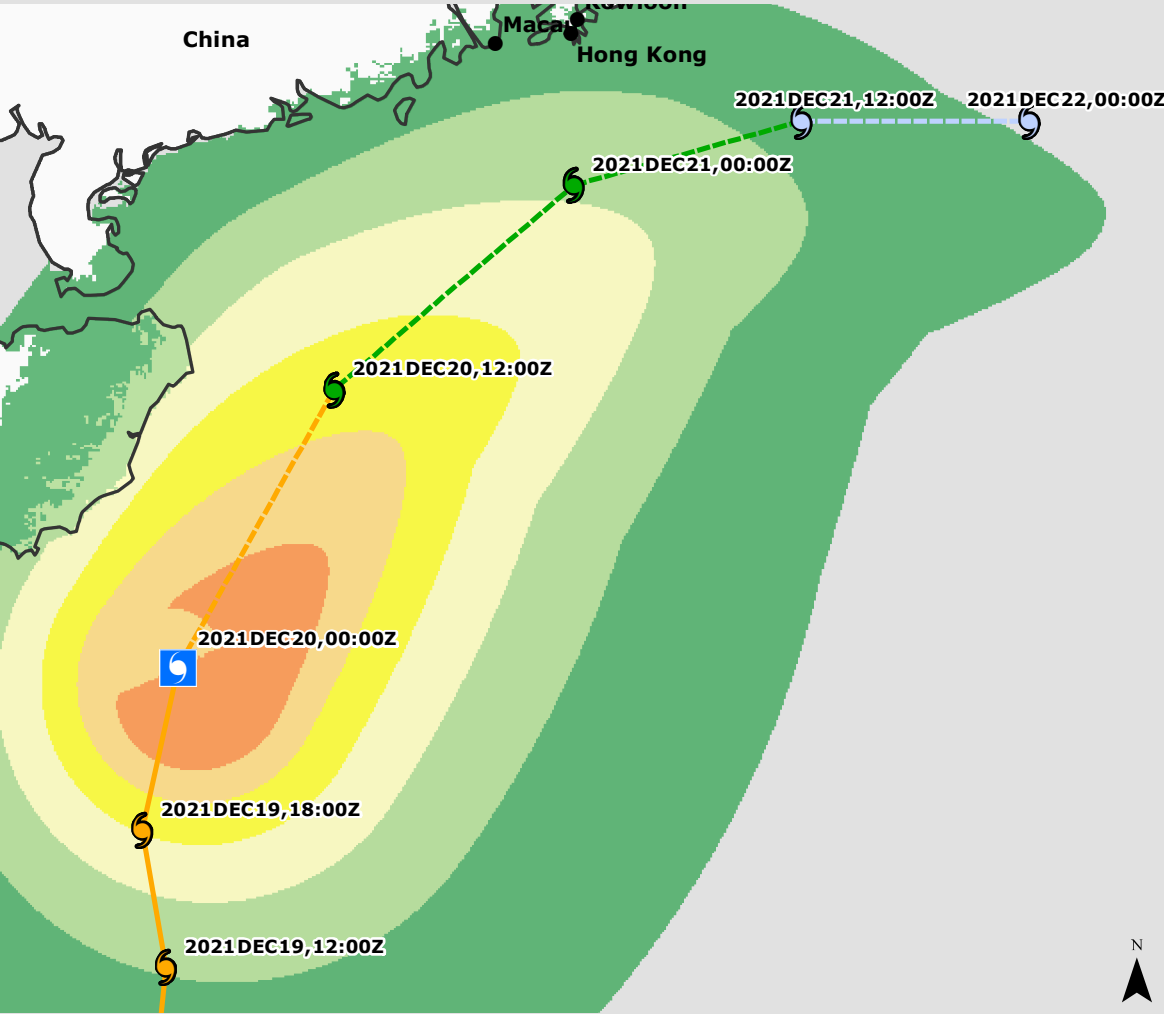 Kowloon
Macau
China
Hong Kong
2021DEC21,12:00Z
2021DEC22,00:00Z
2021DEC21,00:00Z
2021DEC20,12:00Z
2021DEC20,00:00Z
2021DEC19,18:00Z
2021DEC19,12:00Z
N